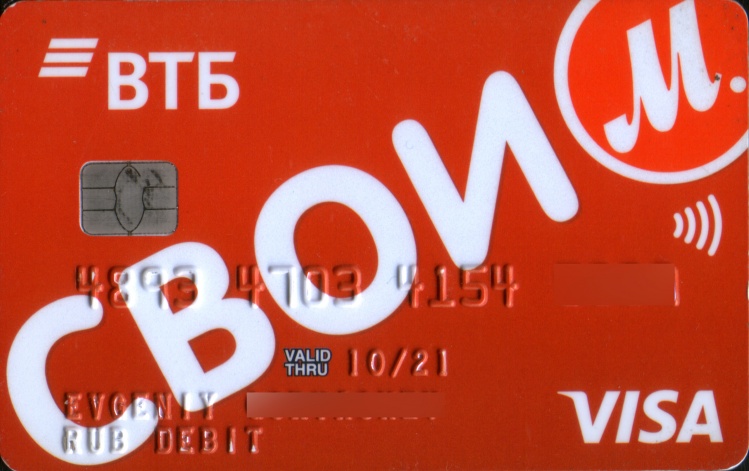 ВТБ
М.
СВОИ
4893 4703 4154
VALID THRU 10/21
EVGENIY
RUB DEBIT
VISA